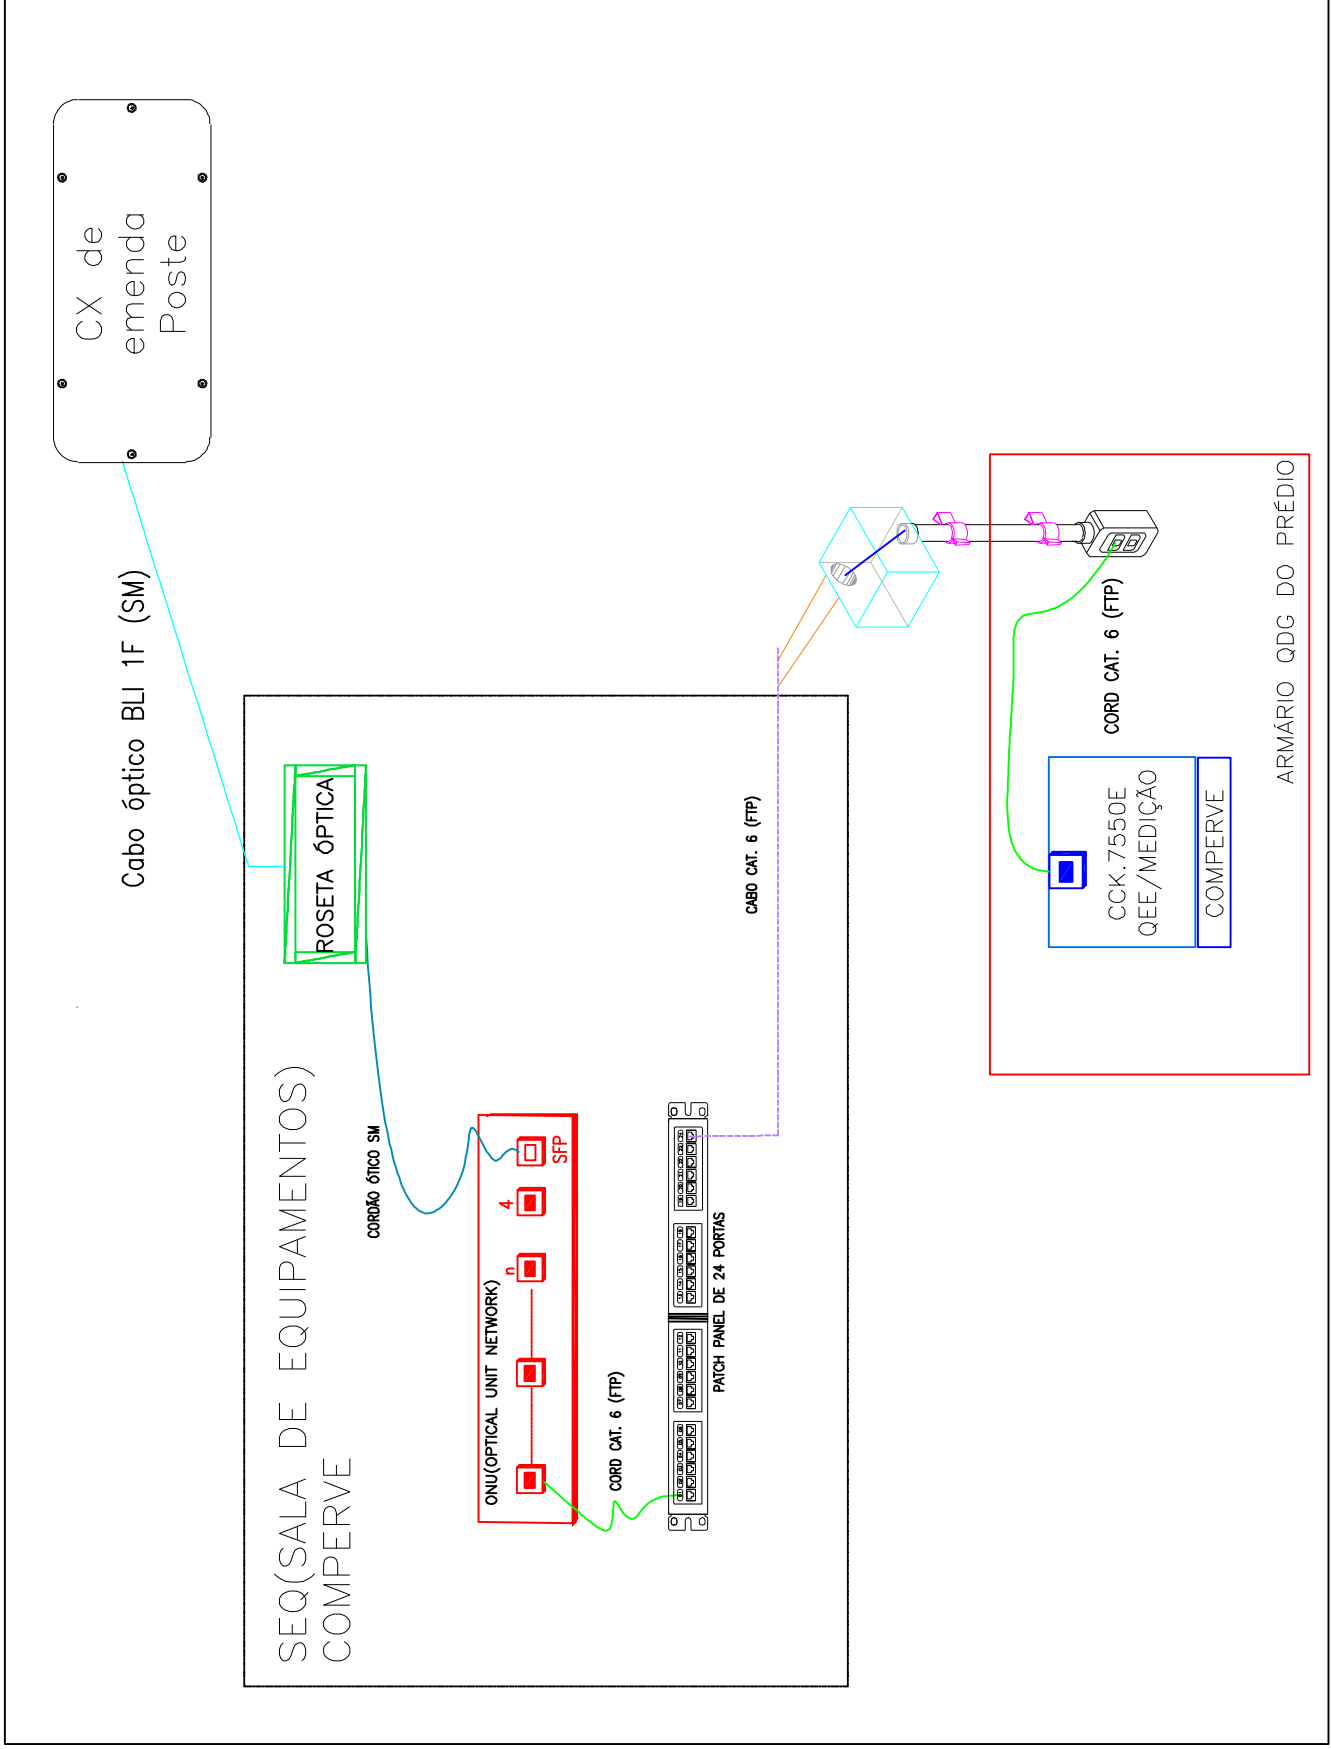 CX de
emenda
Poste
Cabo óptico BLI 1F (SM)
SEQ(SALA DE EQUIPAMENTOS)
COMPERVE
ROSETA ÓPTICA
CORDÃO ÓTICO SM
ONU(OPTICAL UNIT NETWORK)
n
4
SFP
CORD CAT. 6 (FTP)
PATCH PANEL DE 24 PORTAS
CABO CAT. 6 (FTP)
CORD CAT. 6 (FTP)
CCK.7550E
QEE/MEDIÇÃO
COMPERVE
ARMÁRIO QDG DO PRÉDIO